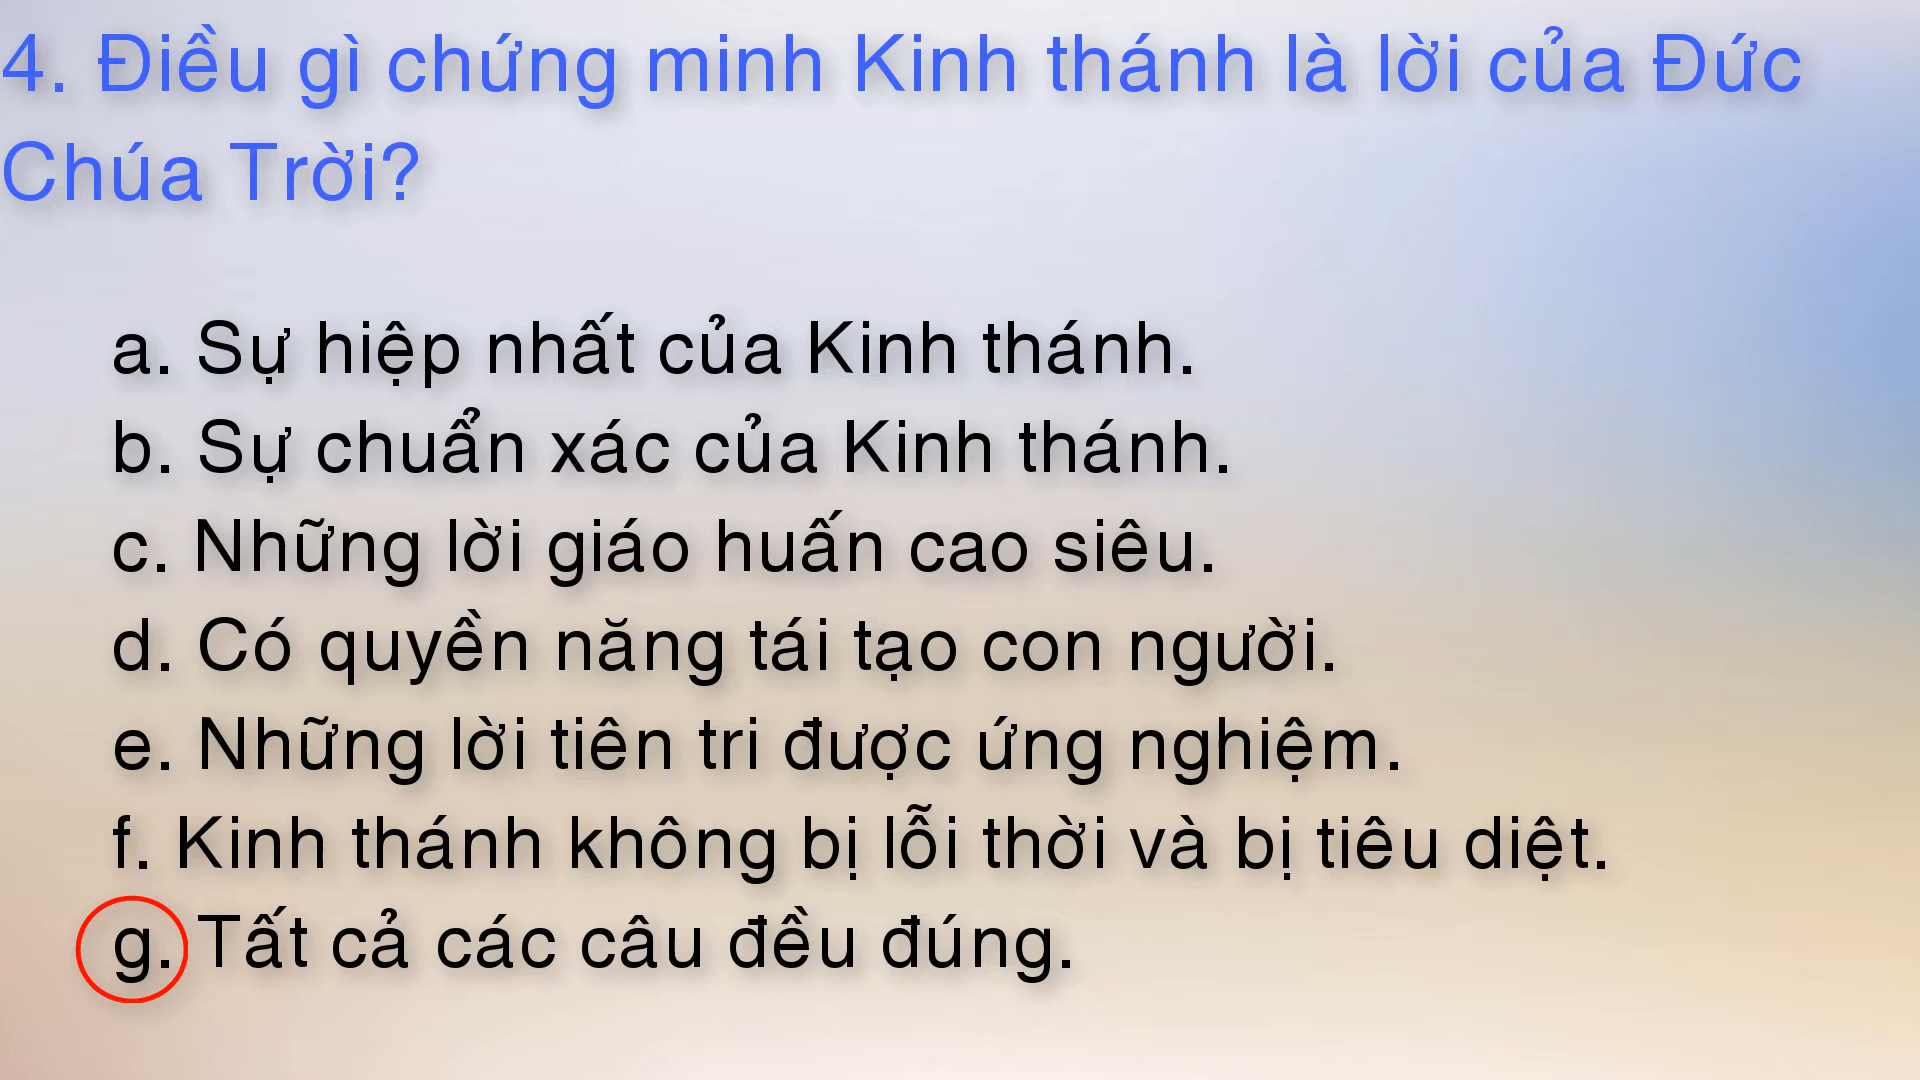 4. Điều gì chứng minh Kinh thánh là lời của Đức
Chúa Trời?
a. Sự hiệp nhất của Kinh thánh.
b. Sự chuẩn xác của Kinh thánh.
c. Những lời giáo huấn cao siêu.
d. Có quyền năng tái tạo con người.
e. Những lời tiên tri được ứng nghiệm.
f. Kinh thánh không bị lỗi thời và bị tiêu diệt.
g. Tất cả các câu đều đúng.